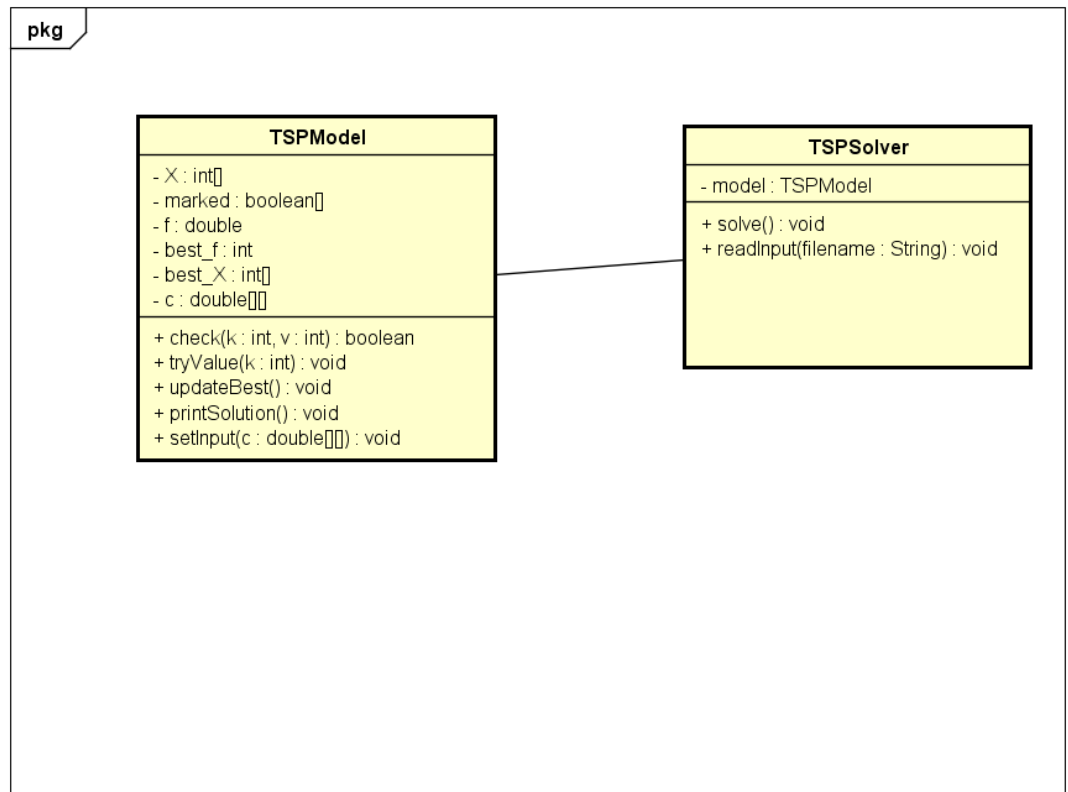 pkg
TSPModel
- X : int[]
- marked : boolean[]
- f : double
- best_f : int
- best_X : int[]
- c : double[][]
+ check(k : int, v : int) : boolean
+ tryValue(k : int) : void
+ updateBest() : void
+ printSolution() : void
+ setInput(c : double[][]) : void
TSPSolver
- model : TSPModel
+ solve() : void
+ readInput(filename : String) : void